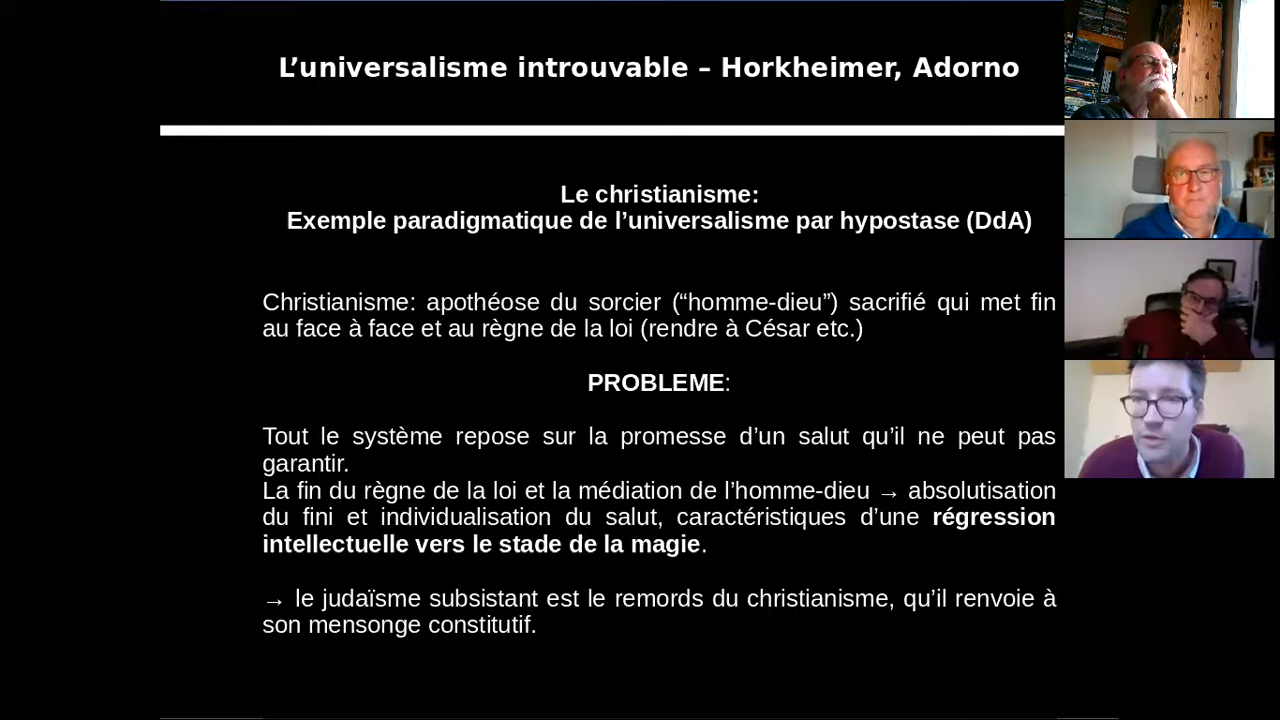 L’universalisme introuvable – Horkheimer, Adorno
Le christianisme:
Exemple paradigmatique de l’universalisme par hypostase (DdA)
Christianisme: apothéose du sorcier (“homme-dieu”) sacrifié qui met fin
au face à face et au règne de la loi (rendre à César etc.)
PROBLEME:
Tout le système repose sur la promesse d’un salut qu’il ne peut pas
garantir.
La fin du règne de la loi et la médiation de l’homme-dieu → absolutisation
du fini et individualisation du salut, caractéristiques d’une régression
intellectuelle vers le stade de la magie.
→ le judaïsme subsistant est le remords du christianisme, qu’il renvoie à
son mensonge constitutif.